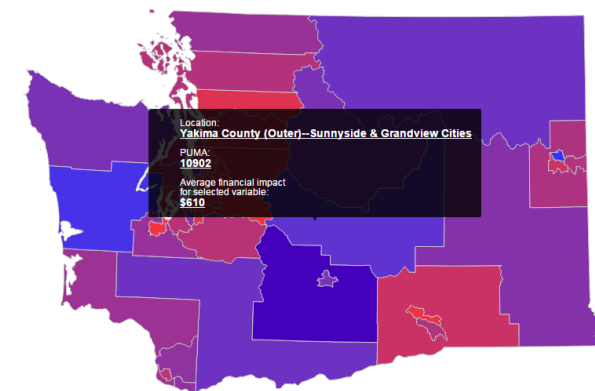 Location:
Yakima County (Outer)--Sunnyside & Grandview Cities
PUMA:
10902
Average financial impact
for selected variable:
$610